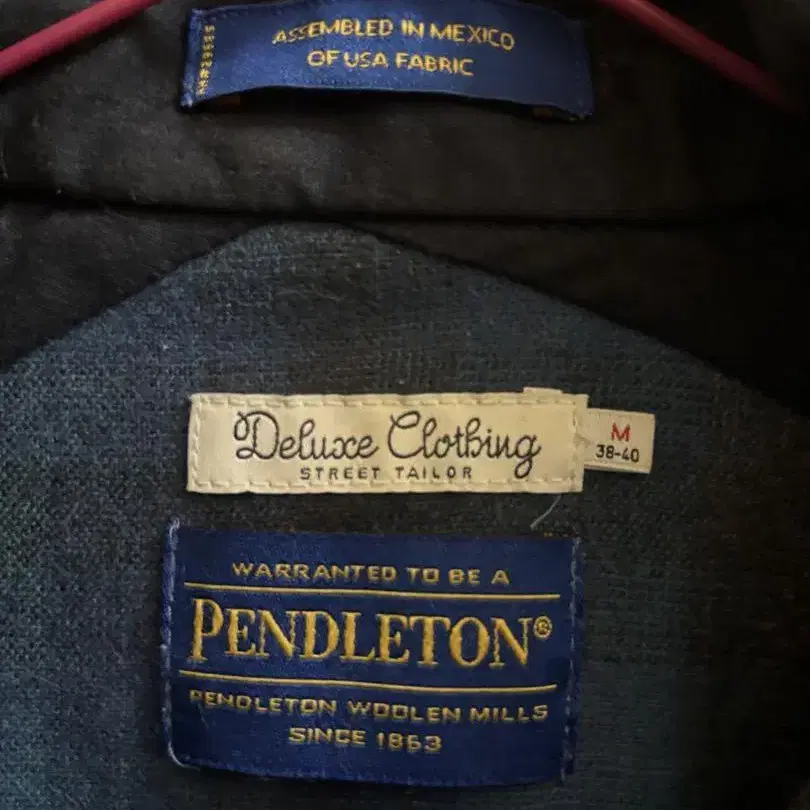 ASSEMBLED IN MEXICO
OF USA FABRIC
Deluxe Clothing
STREET TAILOR
M
38-40
WARRANTED TO BE A
PENDLETON®
PENDLETON WOOLEN MILLS
SINCE 1863